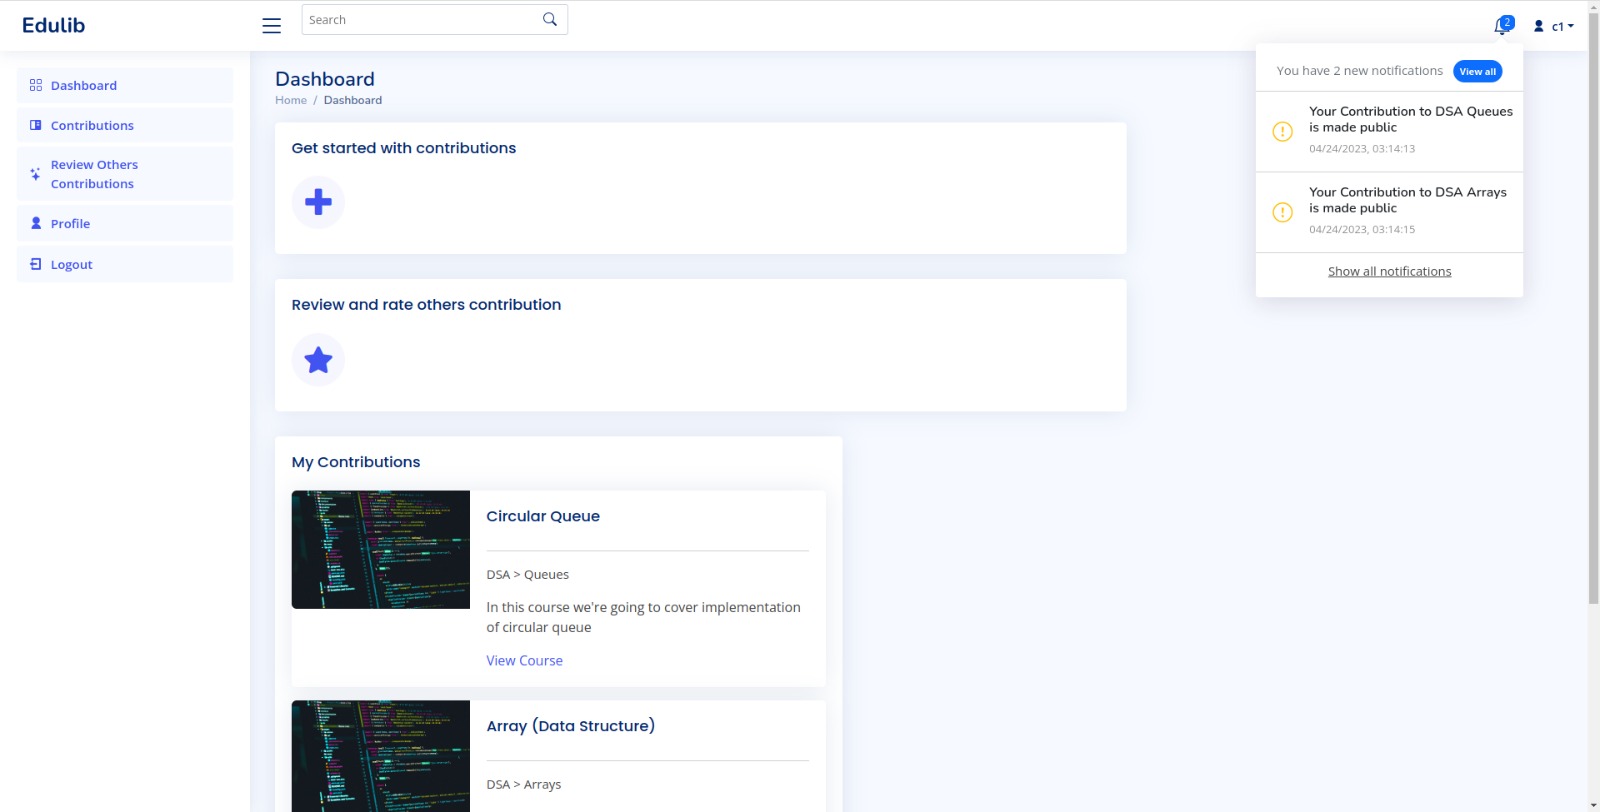 Edulib
Search
2
c1
Dashboard
Contributions
Review Others
Contributions
Profile
Logout
Dashboard
Home / Dashboard
Get started with contributions
Review and rate others contribution
My Contributions
Circular Queue
DSA > Queues
In this course we're going to cover implementation
of circular queue
View Course
Array (Data Structure)
DSA > Arrays
You have 2 new notifications View all
Your Contribution to DSA Queues
is made public
04/24/2023, 03:14:13
Your Contribution to DSA Arrays
is made public
04/24/2023, 03:14:15
Show all notifications